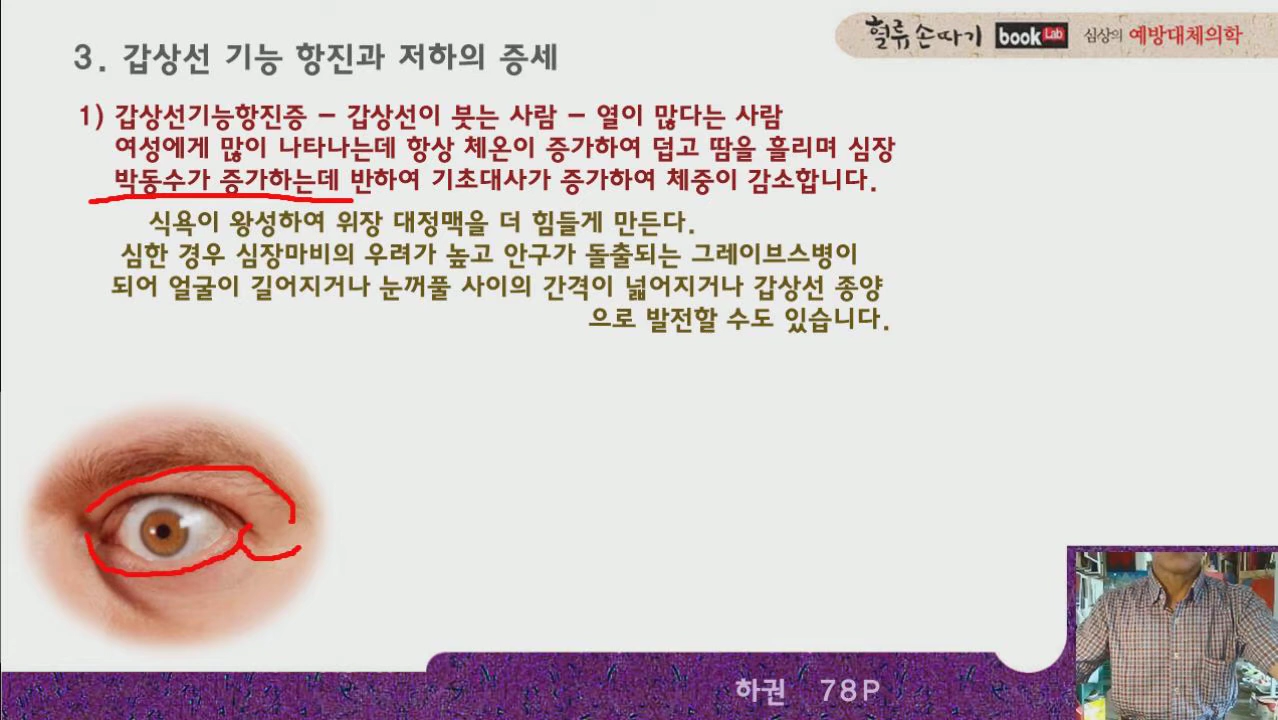 혈류 손따기 book Lab 심상의 예방대체의학
3. 갑상선 기능 항진과 저하의 증세
1) 갑상선기능항진증 - 갑상선이 붓는 사람 - 열이 많다는 사람
여성에게 많이 나타나는데 항상 체온이 증가하여 덥고 땀을 흘리며 심장
박동수가 증가하는데 반하여 기초대사가 증가하여 체중이 감소합니다.
식욕이 왕성하여 위장 대정맥을 더 힘들게 만든다.
심한 경우 심장마비의 우려가 높고 안구가 돌출되는 그레이브스병이
되어 얼굴이 길어지거나 눈꺼풀 사이의 간격이 넓어지거나 갑상선 종양
으로 발전할 수도 있습니다.
하권 78P